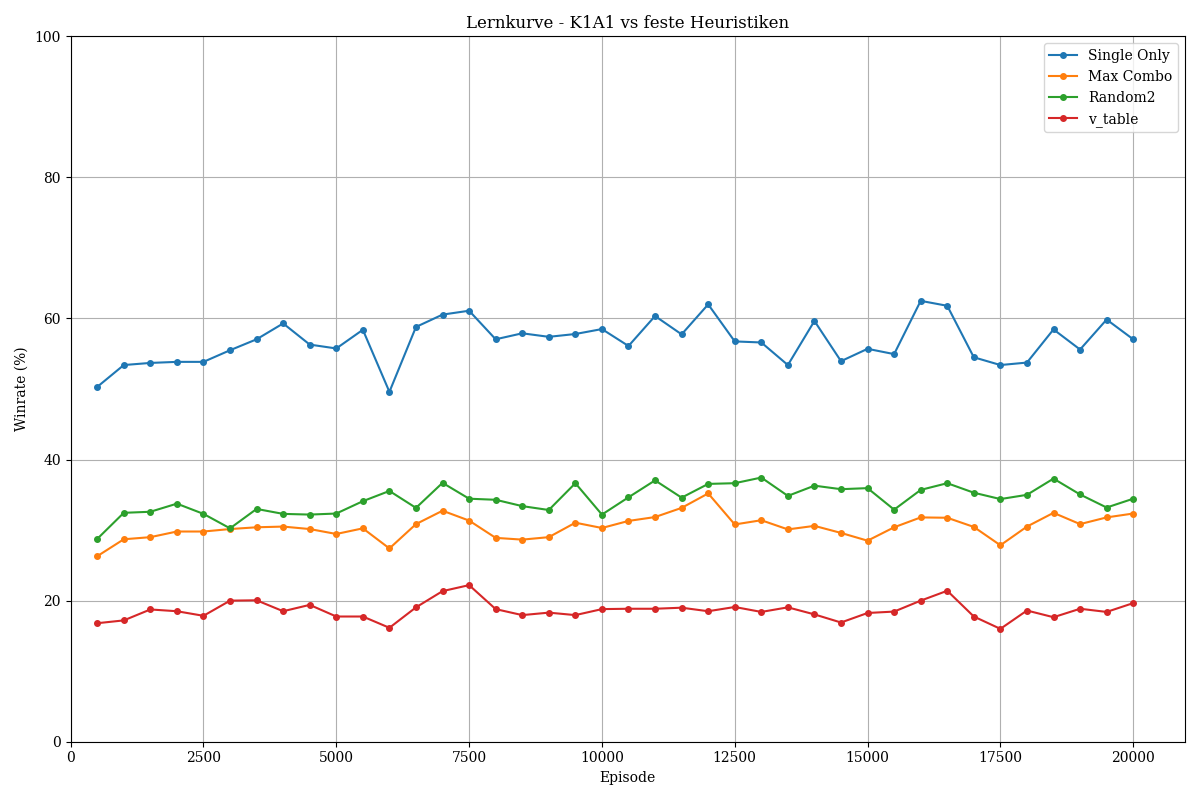 Lernkurve - K1A1 vs feste Heuristiken
100
80
60
40
20
0
Winrate (%)
Single Only
Max Combo
Random2
v_table
0 2500 5000 7500 10000 12500 15000 17500 20000
Episode